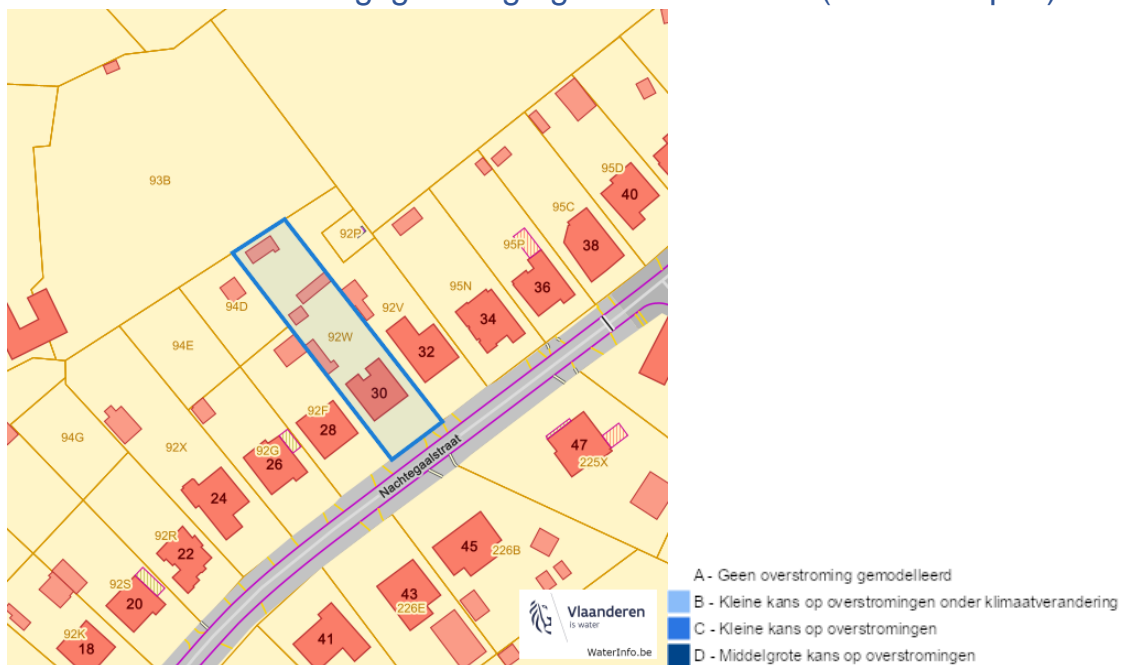 93B
95D
40
95C
92P
95P
38
94D
92V
36
95N
94E
92W
34
32
30
94G
92X
92F
28
92G
26
Nachtegaalstraat
47
225X
24
92R
22
45
226B
92S
20
43
226E
92K
18
41
Vlaanderen
is water
WaterInfo.be
A - Geen overstroming gemodelleerd
B - Kleine kans op overstromingen onder klimaatverandering
C - Kleine kans op overstromingen
D - Middelgrote kans op overstromingen